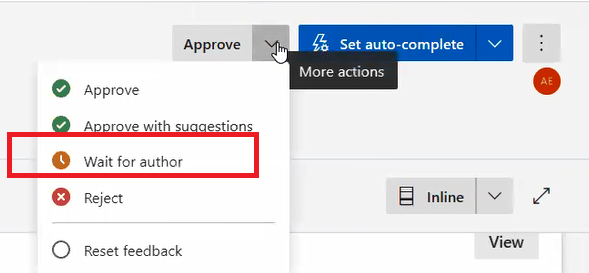 Approve
Set auto-complete
More actions
AE
Approve
Approve with suggestions
Wait for author
Reject
Inline
View
Reset feedback